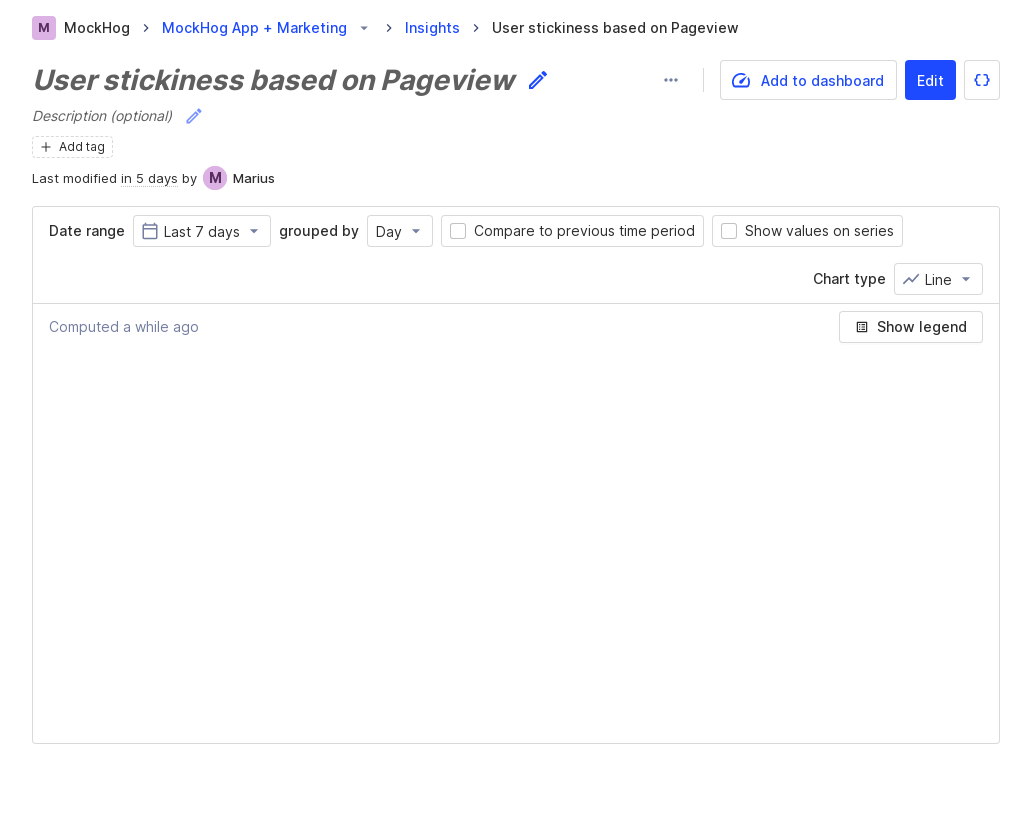 M MockHog MockHog App + Marketing Insights User stickiness based on Pageview
User stickiness based on Pageview
Add to dashboard Edit
Description (optional)
Add tag
Last modified in 5 days by M Marius
Date range Last 7 days grouped by Day Compare to previous time period Show values on series
Chart type Line
Computed a while ago Show legend